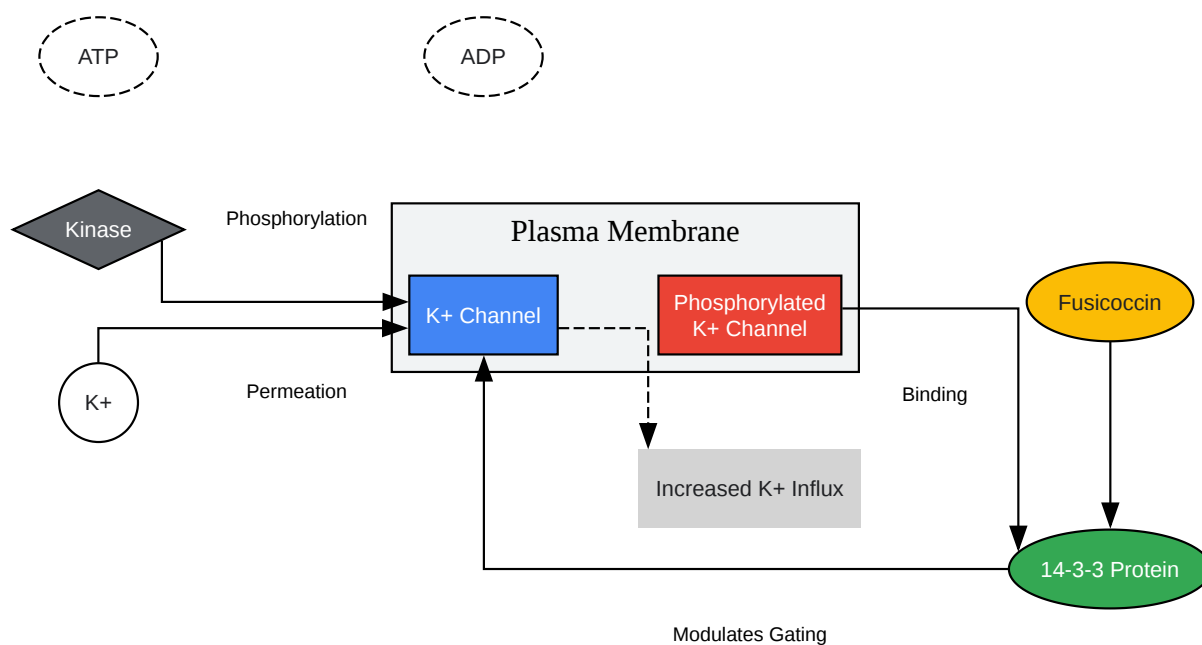 ATP
ADP
Kinase
Phosphorylation
Plasma Membrane
K+ Channel
Phosphorylated
K+ Channel
Fusicoccin
Permeation
K+
Binding
Increased K+ Influx
14-3-3 Protein
Modulates Gating